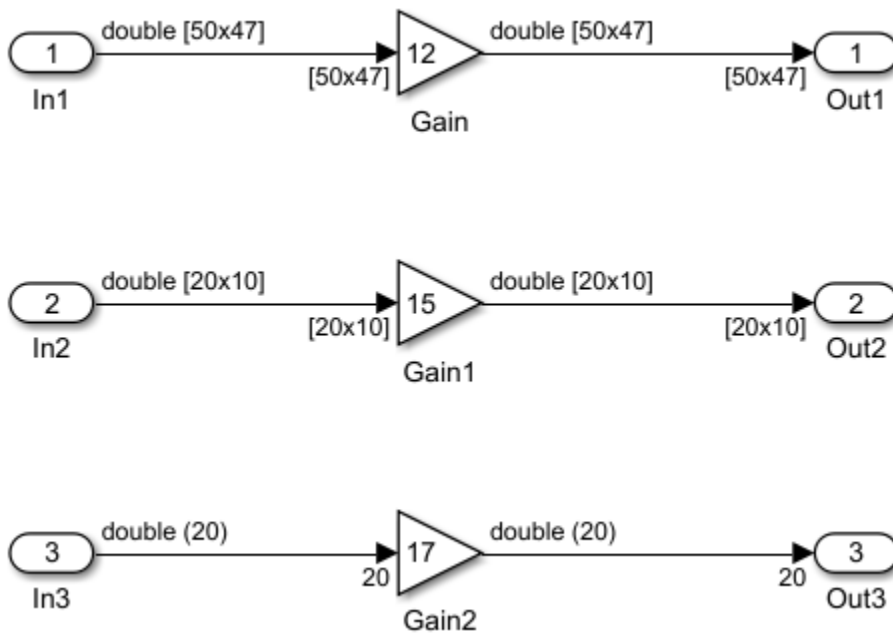 double [50x47]
double [50x47]
1
12
1
[50x47]
[50x47]
In1
Out1
Gain
double [20x10]
double [20x10]
2
15
2
[20x10]
[20x10]
In2
Out2
Gain1
double (20)
double (20)
3
17
3
20
20
In3
Out3
Gain2